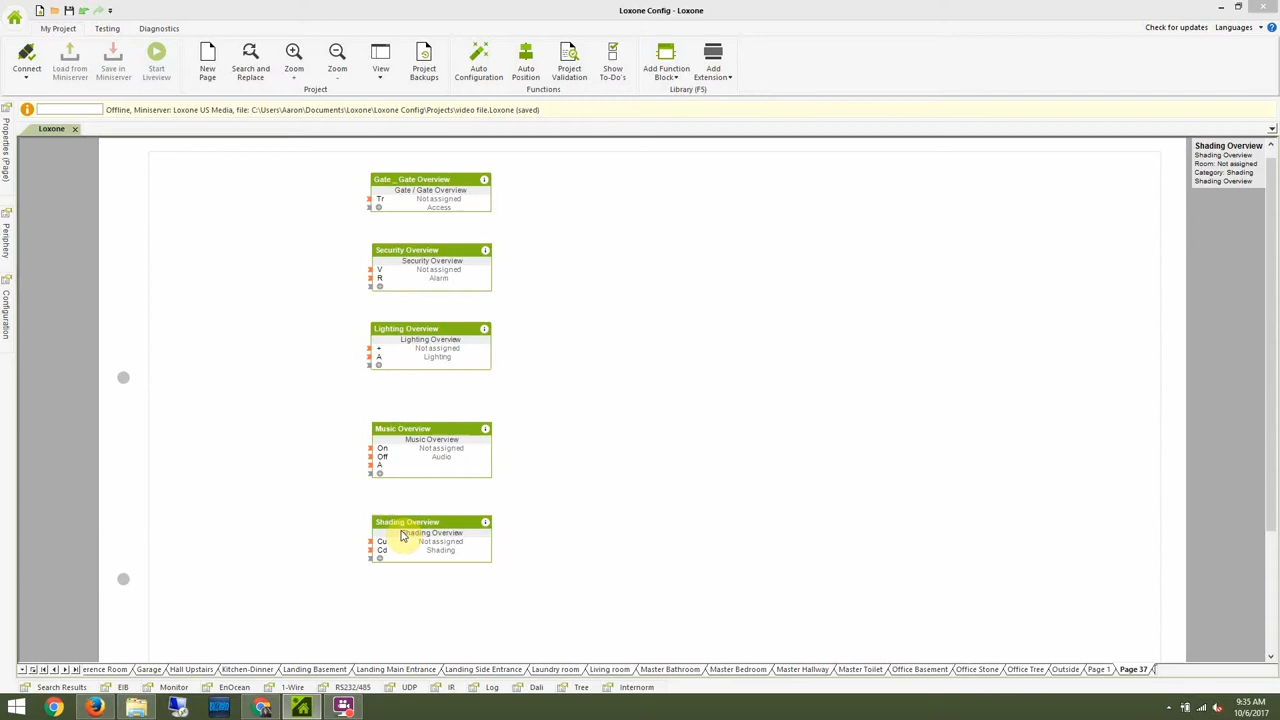 Loxone Config - Loxone
My Project Testing Diagnostics
Check for updates Languages
Connect
Load from Miniserver
Save in Miniserver
Start Liveview
New Page
Search and Replace
Zoom +
Zoom -
View
Project Backups
Auto Configuration
Auto Position
Project Validation
Show To-Do's
Add Function Block
Add Extension
Project
Functions
Library (F5)
Offline, Miniserver: Loxone US Media, file: C:\Users\Aaron\Documents\Loxone\Loxone Config\Projects\video file.Loxone (saved)
Loxone
Properties (Page)
Periphery
Configuration
Gate _ Gate Overview
Gate / Gate Overview
Tr Not assigned
Access
Security Overview
Security Overview
V Not assigned
R Alarm
Lighting Overview
Lighting Overview
+ Not assigned
A Lighting
Music Overview
Music Overview
On Not assigned
Off Audio
A
Shading Overview
Shading Overview
Cu Not assigned
Cd Shading
Shading Overview
Shading Overview
Room: Not assigned
Category: Shading
Shading Overview
erence Room Garage Hall Upstairs Kitchen-Dinner Landing Basement Landing Main Entrance Landing Side Entrance Laundry room Living room Master Bathroom Master Bedroom Master Hallway Master Toilet Office Basement Office Stone Office Tree Outside Page 1 Page 37
Search Results EIB Monitor EnOcean 1-Wire RS232/485 UDP IR Log Dali Tree Internorm
9:35 AM
10/6/2017